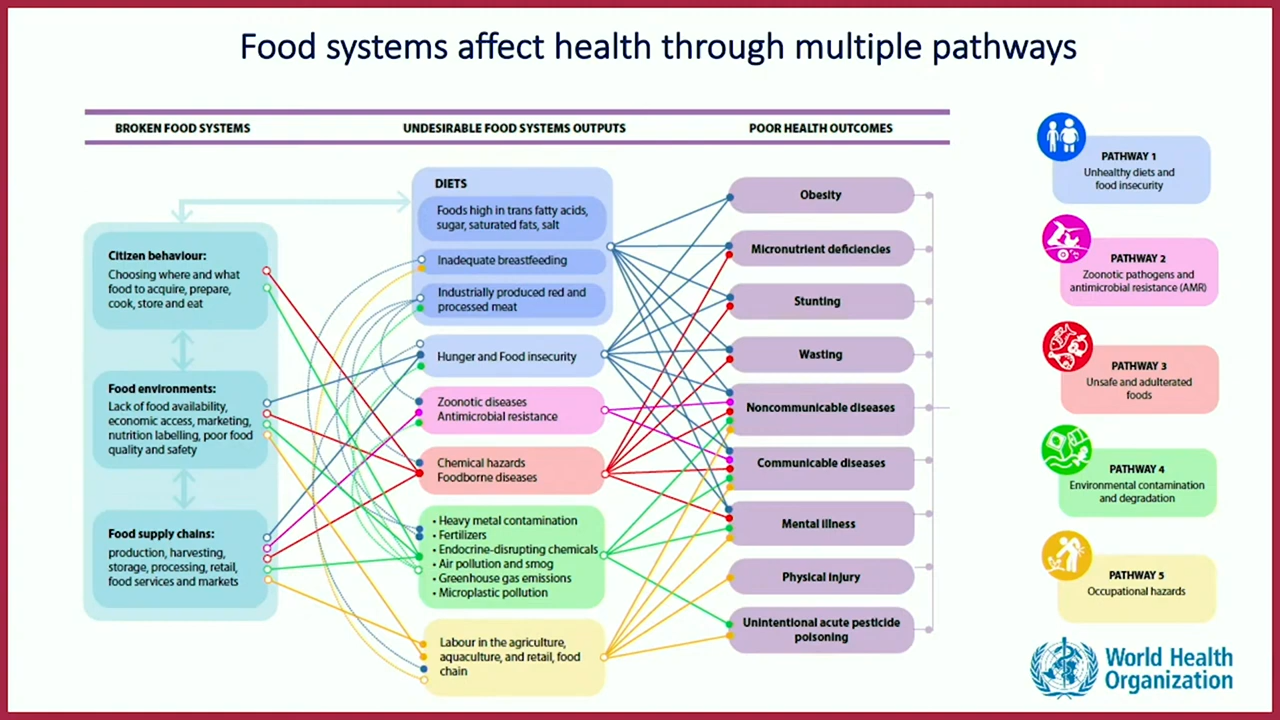 Food systems affect health through multiple pathways
BROKEN FOOD SYSTEMS
UNDESIRABLE FOOD SYSTEMS OUTPUTS
POOR HEALTH OUTCOMES
Citizen behaviour:
Choosing where and what
food to acquire, prepare,
cook, store and eat
Food environments:
Lack of food availability,
economic access, marketing,
nutrition labelling, poor food
quality and safety
Food supply chains:
production, harvesting,
storage, processing, retail,
food services and markets
DIETS
Foods high in trans fatty acids,
sugar, saturated fats, salt
Inadequate breastfeeding
Industrially produced red and
processed meat
Hunger and Food insecurity
Zoonotic diseases
Antimicrobial resistance
Chemical hazards
Foodborne diseases
• Heavy metal contamination
• Fertilizers
• Endocrine-disrupting chemicals
• Air pollution and smog
• Greenhouse gas emissions
• Microplastic pollution
Labour in the agriculture,
aquaculture, and retail, food
chain
Obesity
Micronutrient deficiencies
Stunting
Wasting
Noncommunicable diseases
Communicable diseases
Mental illness
Physical injury
Unintentional acute pesticide
poisoning
PATHWAY 1
Unhealthy diets and
food insecurity
PATHWAY 2
Zoonotic pathogens and
antimicrobial resistance (AMR)
PATHWAY 3
Unsafe and adulterated
foods
PATHWAY 4
Environmental contamination
and degradation
PATHWAY 5
Occupational hazards
World Health
Organization